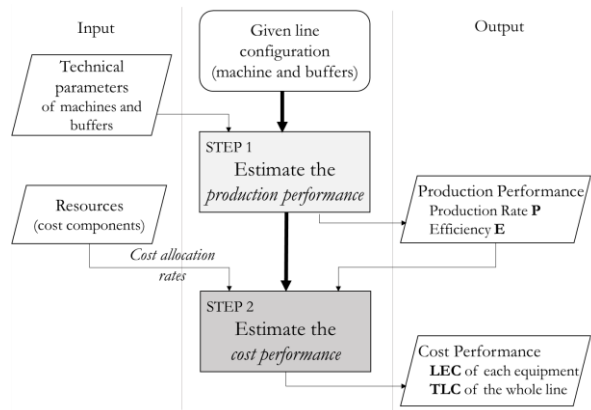 Input
Given line
configuration
(machine and buffers)
Output
Technical
parameters
of machines and
buffers
STEP 1
Estimate the
production performance
Resources
(cost components)
Production Performance
Production Rate P
Efficiency E
Cost allocation
rates
STEP 2
Estimate the
cost performance
Cost Performance
LEC of each equipment
TLC of the whole line